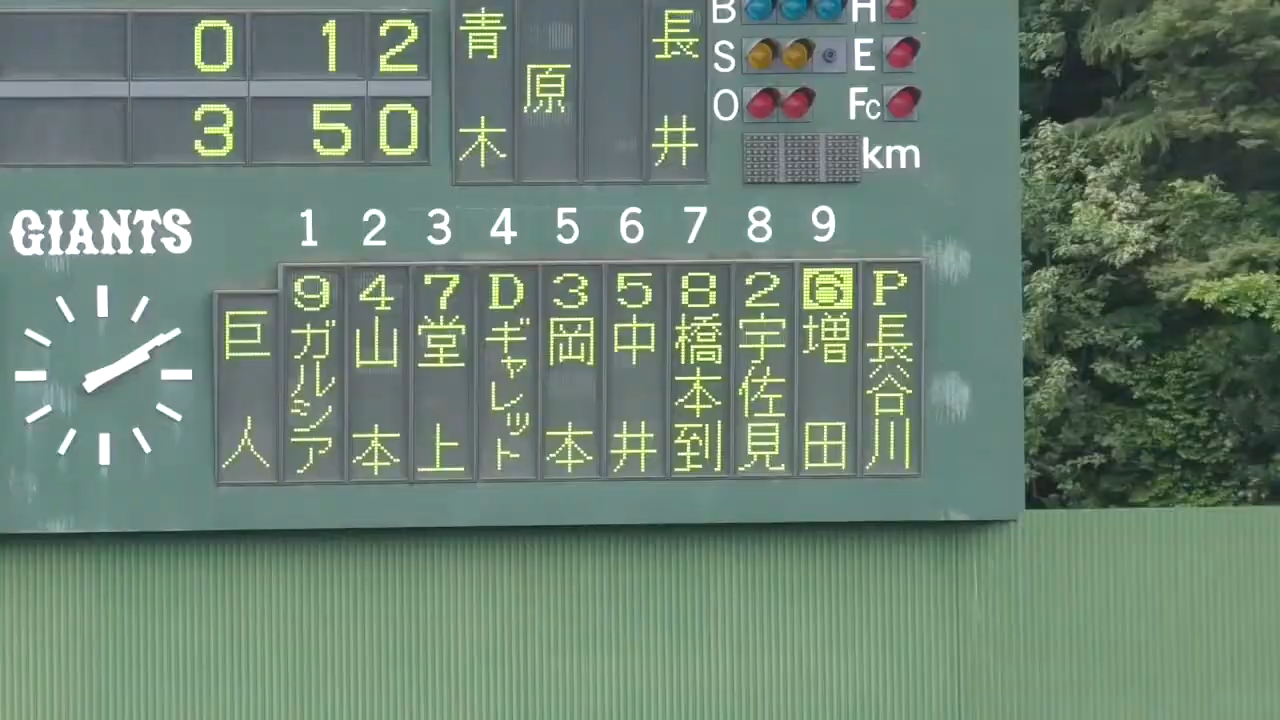 0 1 2
3 5 0
青木
原
長井
B
H
S
E
O
Fc
km
GIANTS
1 2 3 4 5 6 7 8 9
巨人
9 ガルシア
4 山本
7 堂上
D ギャレット
3 岡本
5 中井
8 橋本到
2 宇佐見
6 増田
P 長谷川